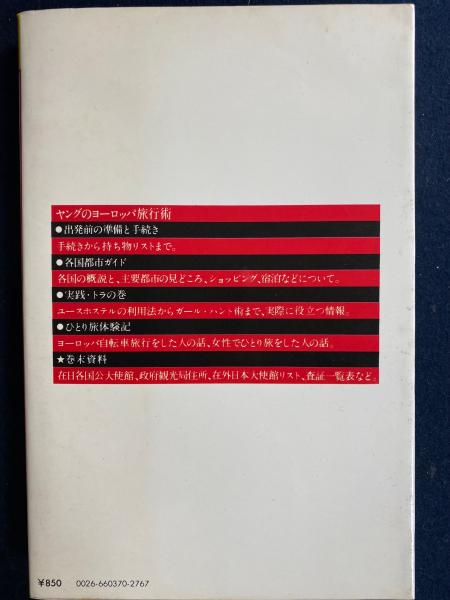 ヤングのヨーロッパ旅行術
●出発前の準備と手続き
手続きから持ち物リストまで。
●各国都市ガイド
各国の概説と、主要都市の見どころ、ショッピング、宿泊などについて。
●実践・トラの巻
ユースホステルの利用法からガール・ハント術まで、実際に役立つ情報。
●ひとり旅体験記
ヨーロッパ自転車旅行をした人の話、女性でひとり旅をした人の話。
★巻末資料
在日各国公大使館、政府観光局住所、在外日本大使館リスト、査証一覧表など。
¥850 0026-660370-2767